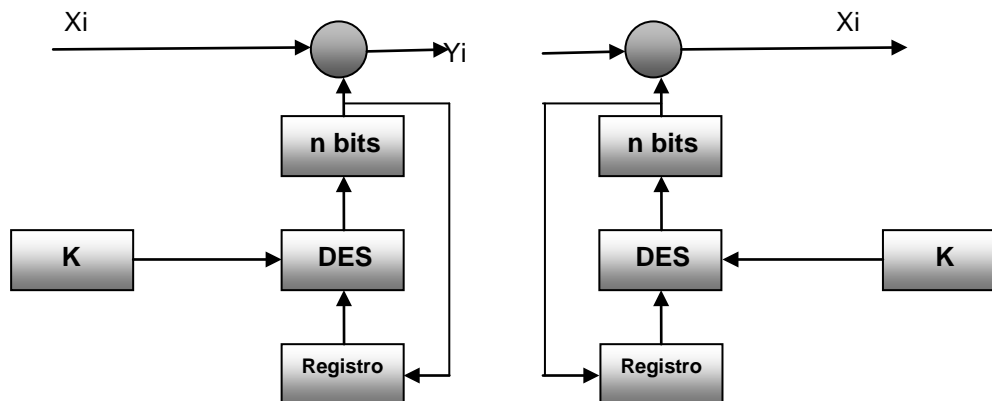 Xi
Xi
Yi
n bits
n bits
K
DES
DES
K
Registro
Registro